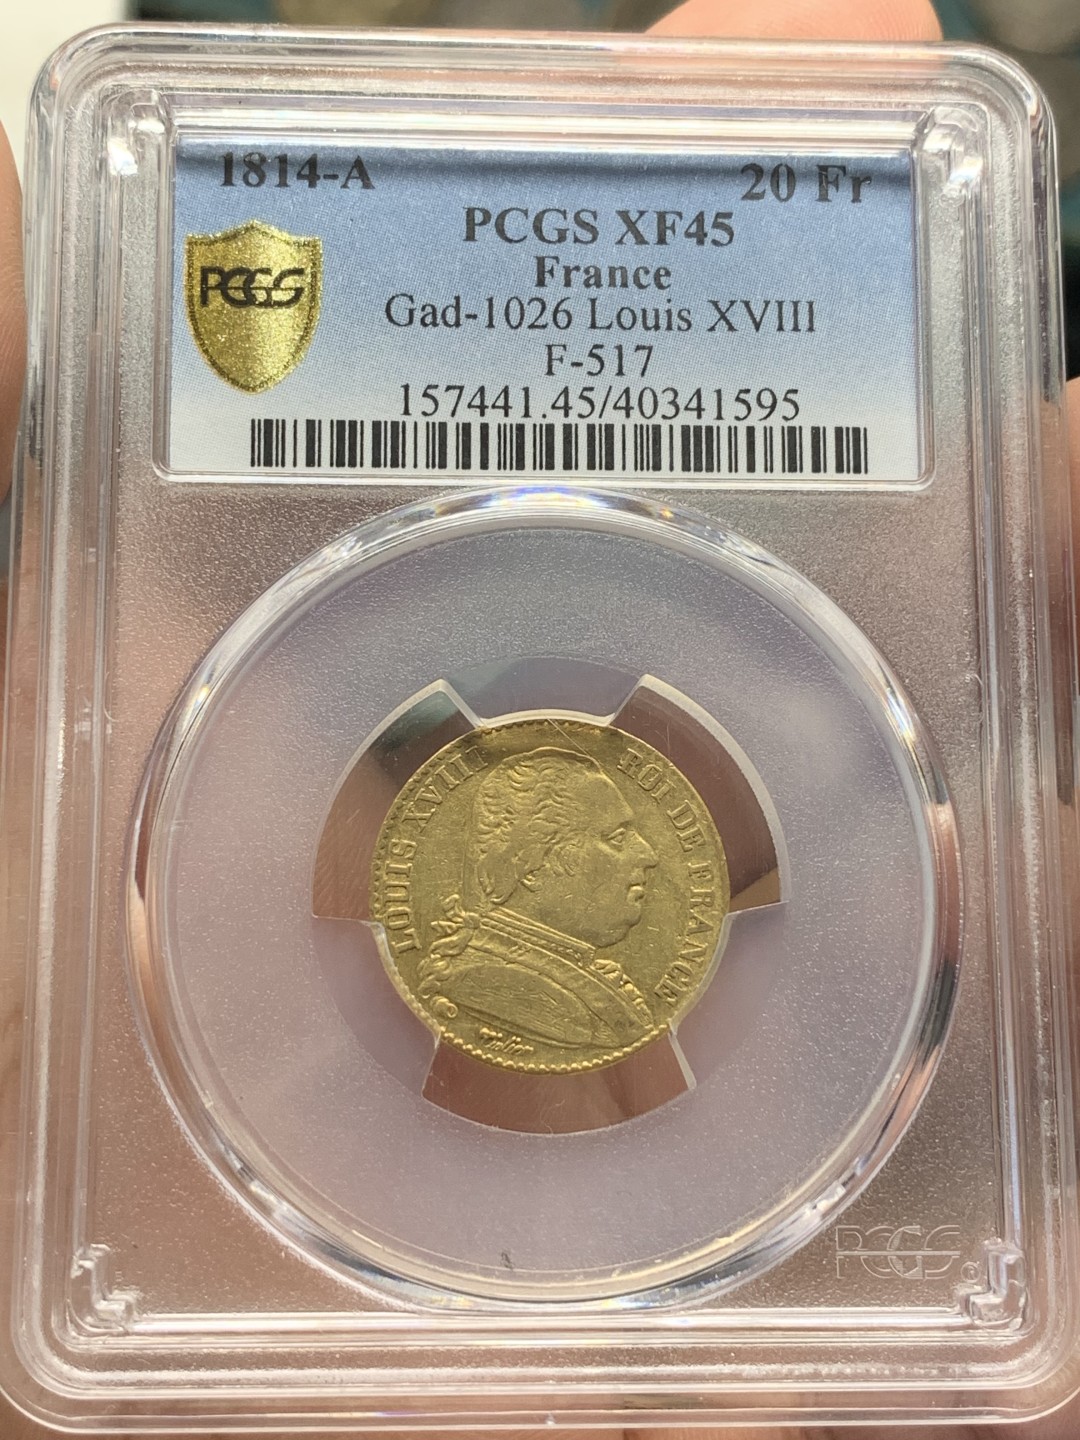 1814-A 20 Fr
PCGS XF45
PCGS
France
Gad-1026 Louis XVIII
F-517
157441.45/40341595
LOUIS XVIII ROI DE FRANCE
PCGS